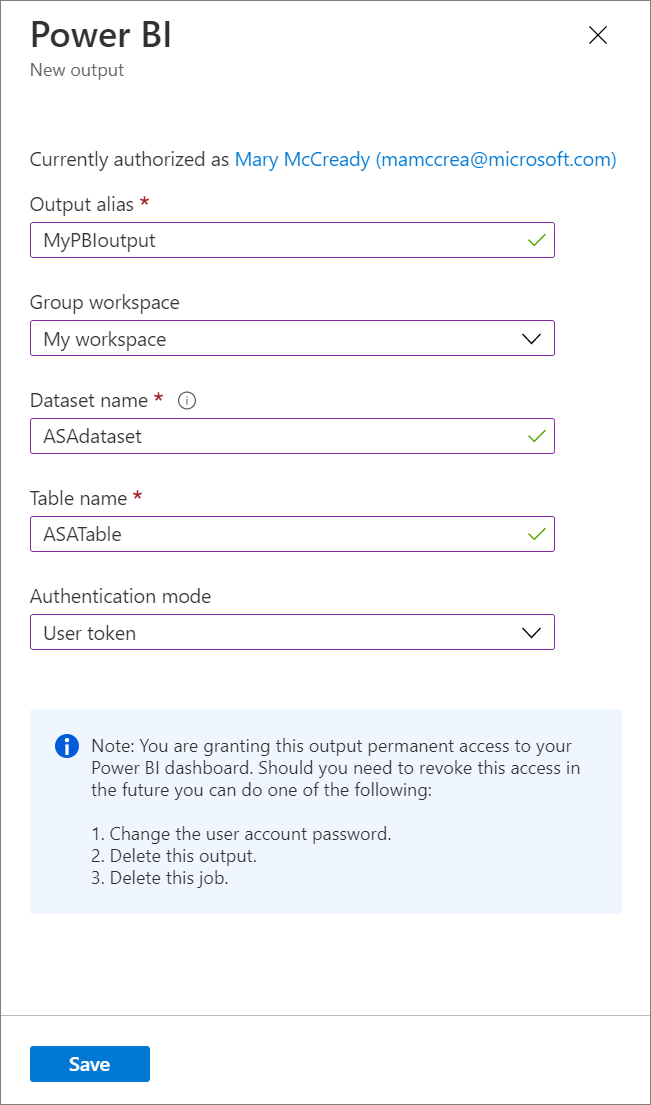 Power BI
New output
Currently authorized as Mary McCready (mamccrea@microsoft.com)
Output alias *
MyPBIoutput
Group workspace
My workspace
Dataset name *
ASAdataset
Table name *
ASATable
Authentication mode
User token
Note: You are granting this output permanent access to your
Power BI dashboard. Should you need to revoke this access in
the future you can do one of the following:
1. Change the user account password.
2. Delete this output.
3. Delete this job.
Save